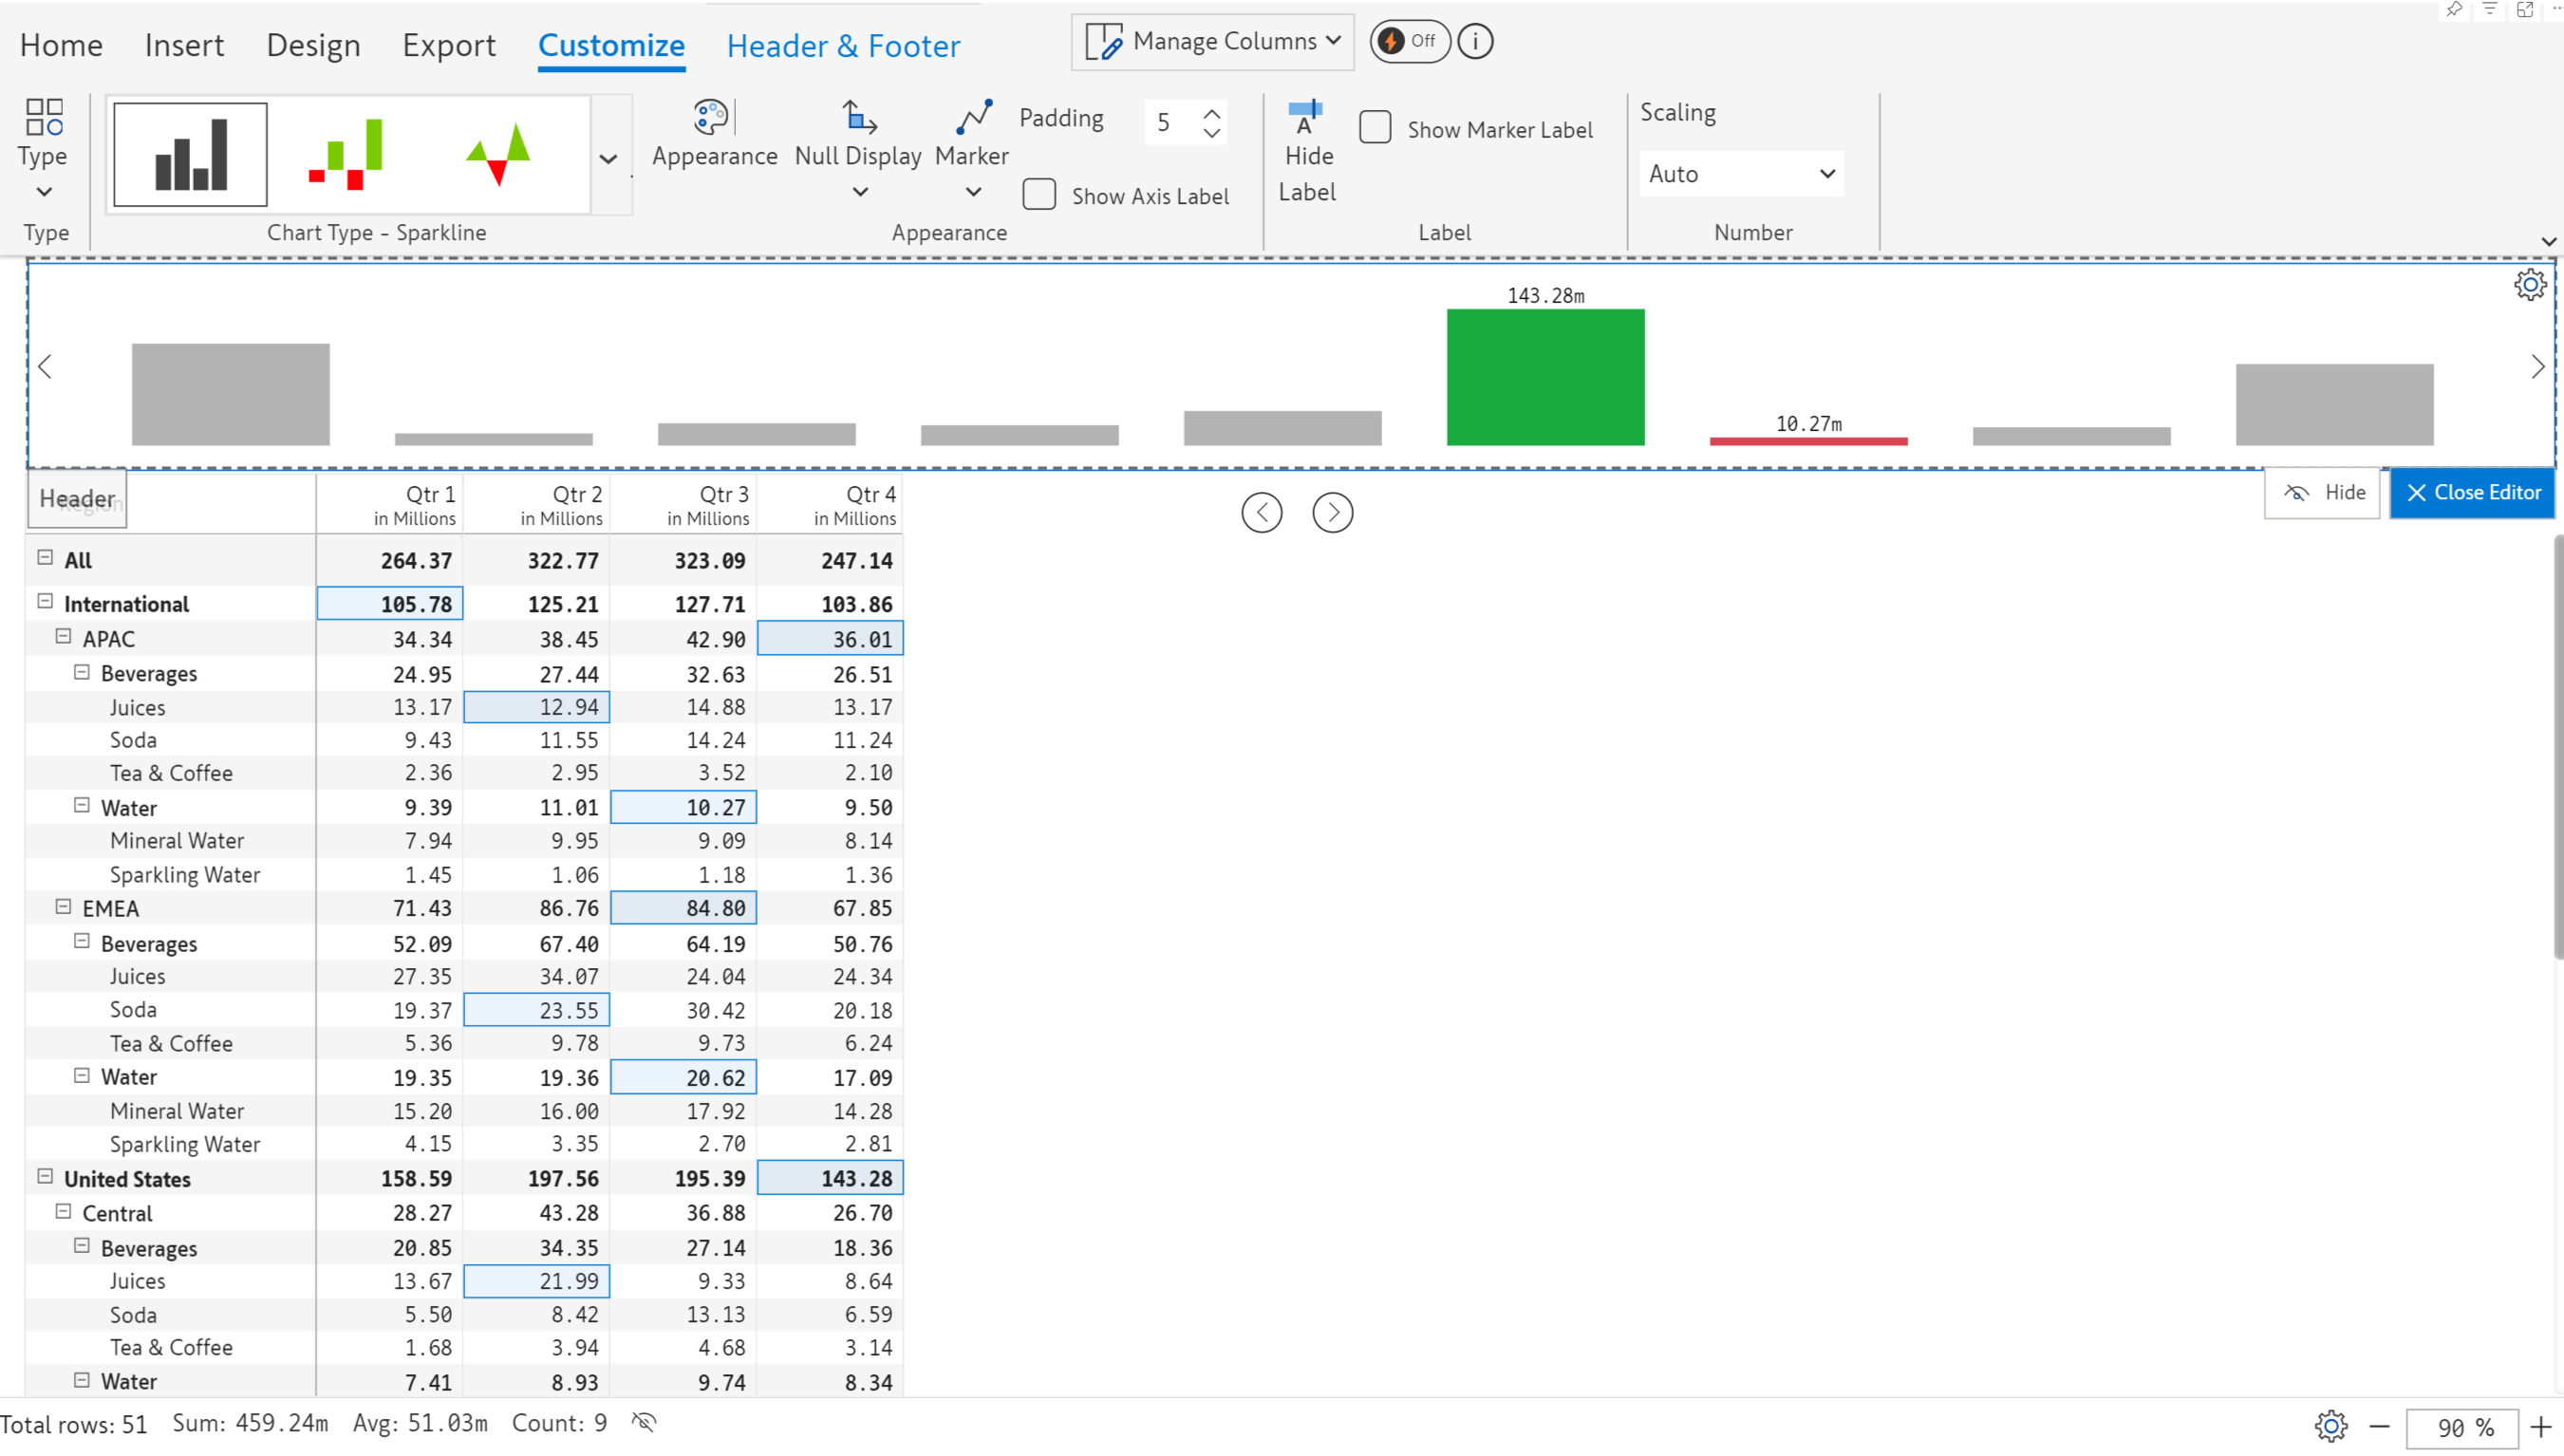 Home Insert Design Export Customize Header & Footer Manage Columns Off i
Type
Appearance Null Display Marker Padding 5
Show Axis Label
A
Hide Label
Show Marker Label
Scaling
Auto
Type Chart Type - Sparkline Appearance Label Number
143.28m
10.27m
Header Region
Qtr 1 in Millions Qtr 2 in Millions Qtr 3 in Millions Qtr 4 in Millions
Hide Close Editor
All 264.37 322.77 323.09 247.14
International 105.78 125.21 127.71 103.86
APAC 34.34 38.45 42.90 36.01
Beverages 24.95 27.44 32.63 26.51
Juices 13.17 12.94 14.88 13.17
Soda 9.43 11.55 14.24 11.24
Tea & Coffee 2.36 2.95 3.52 2.10
Water 9.39 11.01 10.27 9.50
Mineral Water 7.94 9.95 9.09 8.14
Sparkling Water 1.45 1.06 1.18 1.36
EMEA 71.43 86.76 84.80 67.85
Beverages 52.09 67.40 64.19 50.76
Juices 27.35 34.07 24.04 24.34
Soda 19.37 23.55 30.42 20.18
Tea & Coffee 5.36 9.78 9.73 6.24
Water 19.35 19.36 20.62 17.09
Mineral Water 15.20 16.00 17.92 14.28
Sparkling Water 4.15 3.35 2.70 2.81
United States 158.59 197.56 195.39 143.28
Central 28.27 43.28 36.88 26.70
Beverages 20.85 34.35 27.14 18.36
Juices 13.67 21.99 9.33 8.64
Soda 5.50 8.42 13.13 6.59
Tea & Coffee 1.68 3.94 4.68 3.14
Water 7.41 8.93 9.74 8.34
Total rows: 51 Sum: 459.24m Avg: 51.03m Count: 9 90 %